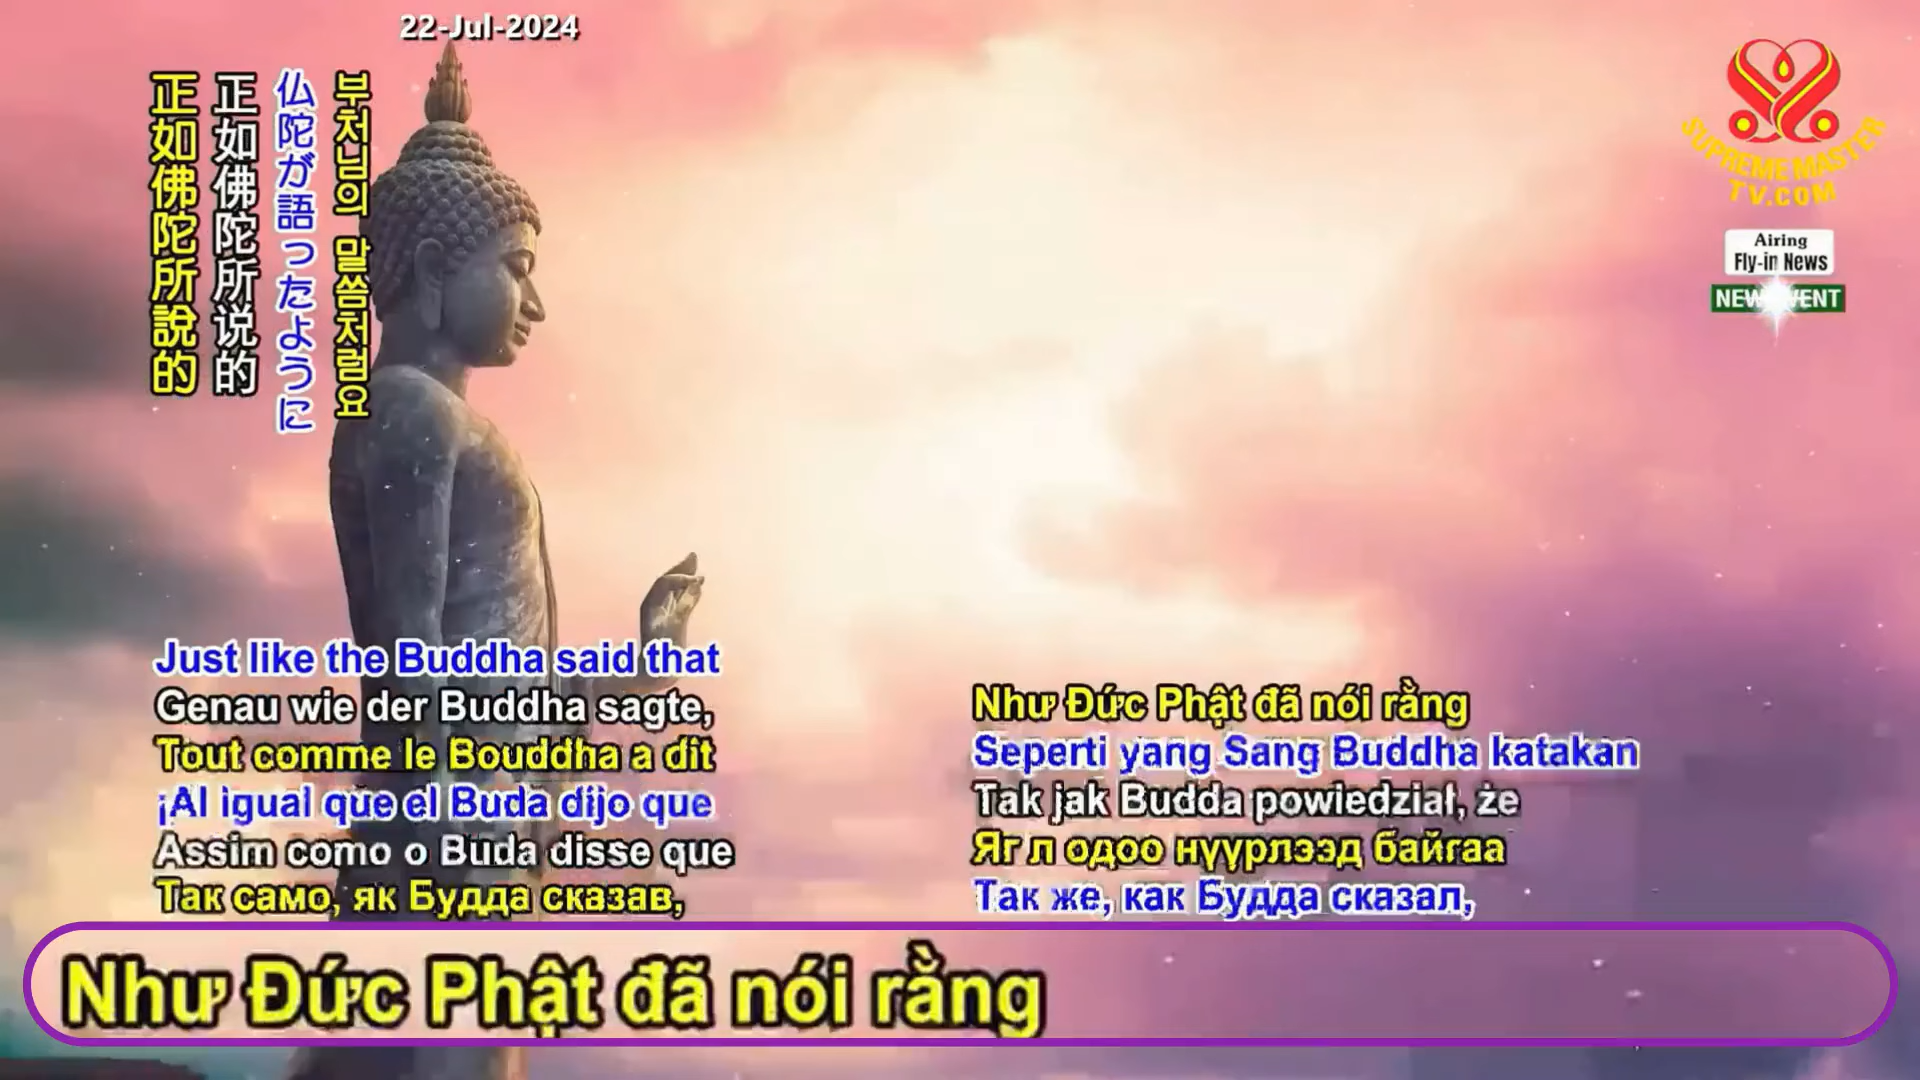 22-Jul-2024
正如佛陀所說的
正如佛陀所说的
仏陀が語ったように
부처님의 말씀처럼요
SUPREME MASTER
TV.COM
Airing
Fly-in News
Just like the Buddha said that
Genau wie der Buddha sagte,
Tout comme le Bouddha a dit
¡Al igual que el Buda dijo que
Assim como o Buda disse que
Так само, як Будда сказав,
Như Đức Phật đã nói rằng
Seperti yang Sang Buddha katakan
Tak jak Budda powiedział, że
Яг л одоо нүүрлээд байгаа
Так же, как Будда сказал,
Như Đức Phật đã nói rằng